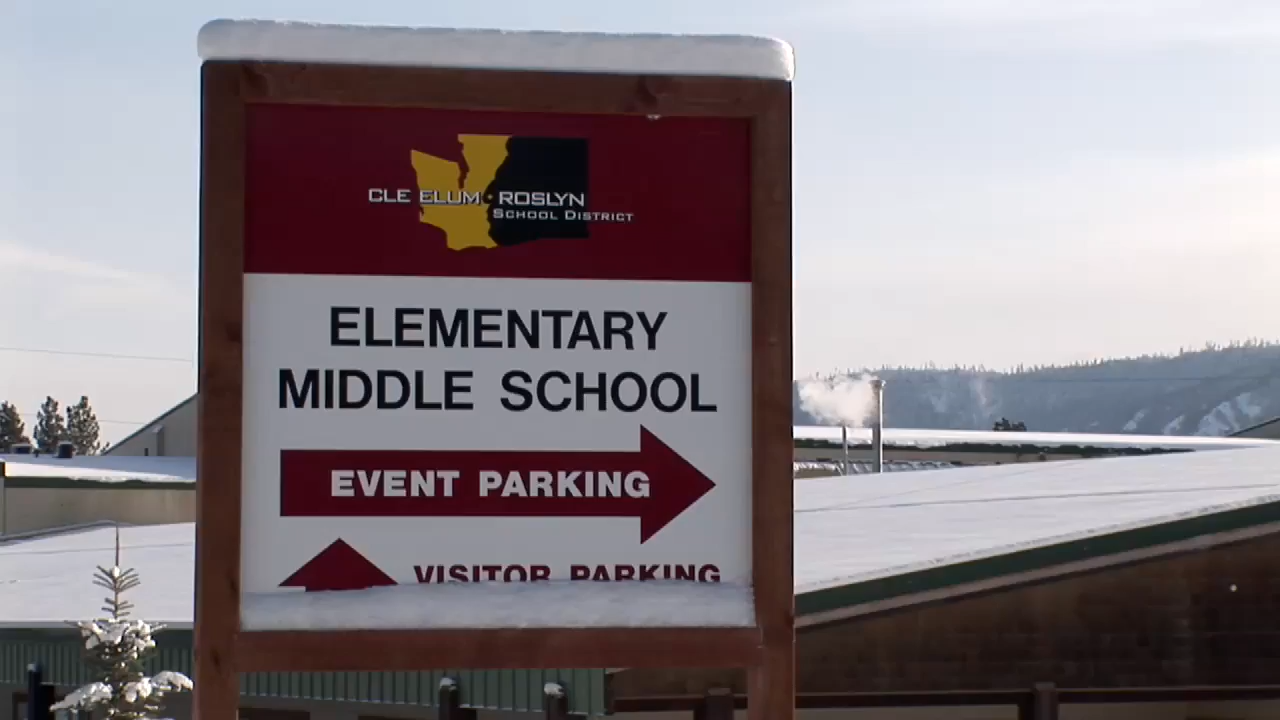 CLE ELUM • ROSLYN
SCHOOL DISTRICT
ELEMENTARY
MIDDLE SCHOOL
EVENT PARKING
VISITOR PARKING